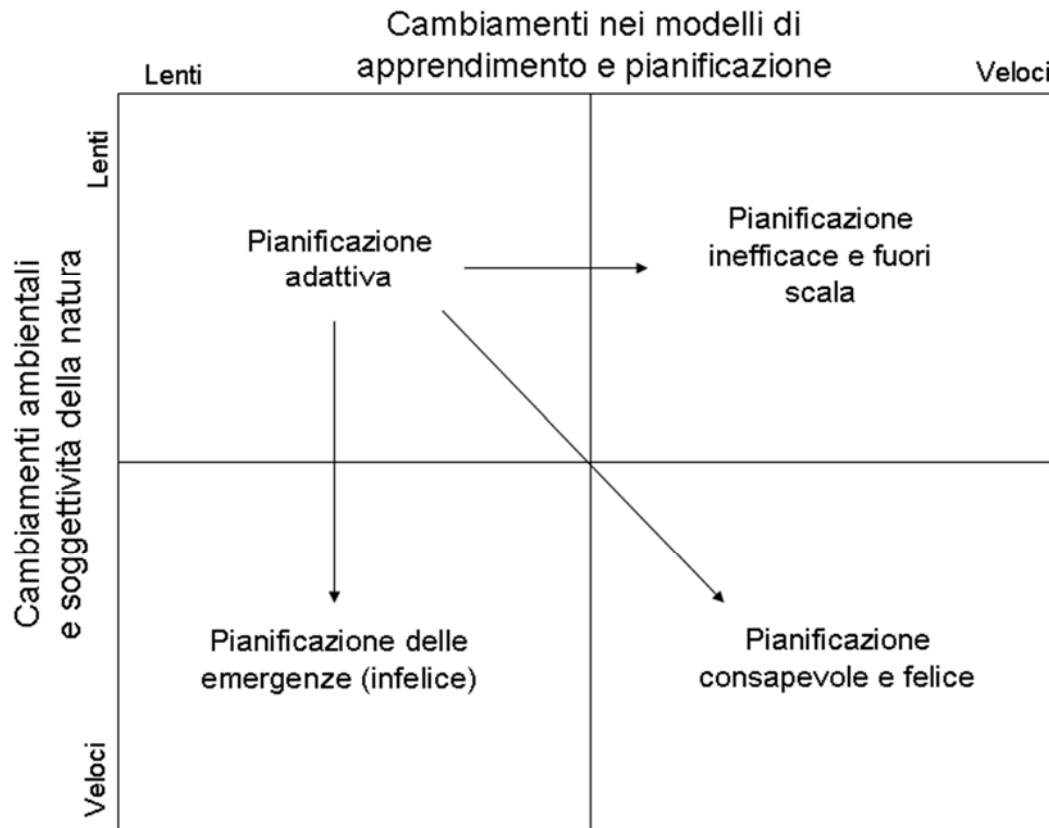 Cambiamenti nei modelli di
apprendimento e pianificazione
Lenti
Veloci
Lenti
Cambiamenti ambientali
e soggettività della natura
Veloci
Pianificazione
adattiva
Pianificazione
inefficace e fuori
scala
Pianificazione delle
emergenze (infelice)
Pianificazione
consapevole e felice